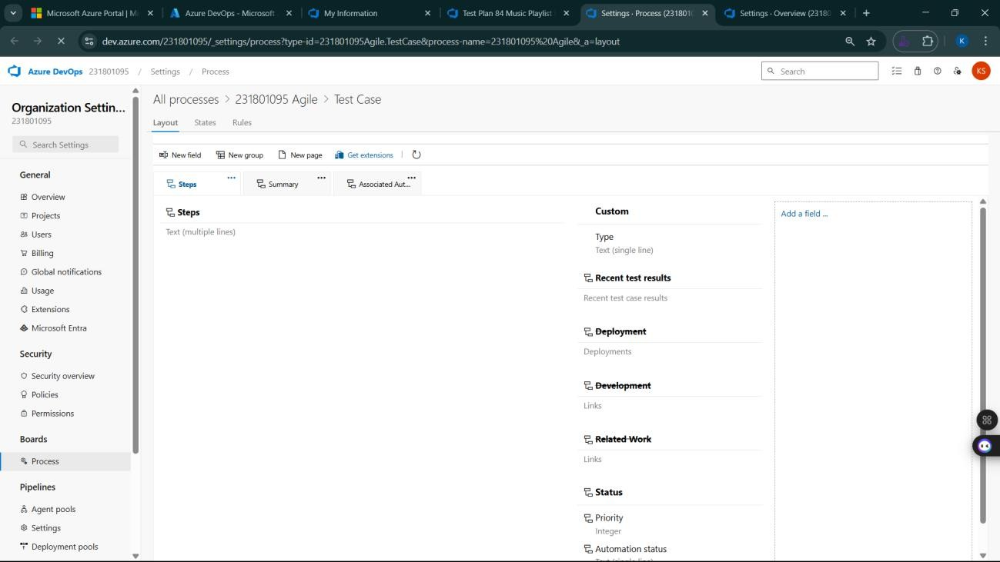 Microsoft Azure Portal | Mi
Azure DevOps - Microsoft
My Information
Test Plan 84 Music Playlist
Settings · Process (231801
Settings · Overview (23180
dev.azure.com/231801095/_settings/process?type-id=231801095Agile.TestCase&process-name=231801095%20Agile&_a=layout
K
Azure DevOps 231801095 / Settings / Process
Search
KS
Organization Settin...
231801095
Search Settings
General
Overview
Projects
Users
Billing
Global notifications
Usage
Extensions
Microsoft Entra
Security
Security overview
Policies
Permissions
Boards
Process
Pipelines
Agent pools
Settings
Deployment pools
All processes > 231801095 Agile > Test Case
Layout States Rules
New field New group New page Get extensions
Steps Summary Associated Aut...
Steps
Text (multiple lines)
Custom
Type
Text (single line)
Recent test results
Recent test case results
Deployment
Deployments
Development
Links
Related Work
Links
Status
Priority
Integer
Automation status
Text (single line)
Add a field ...